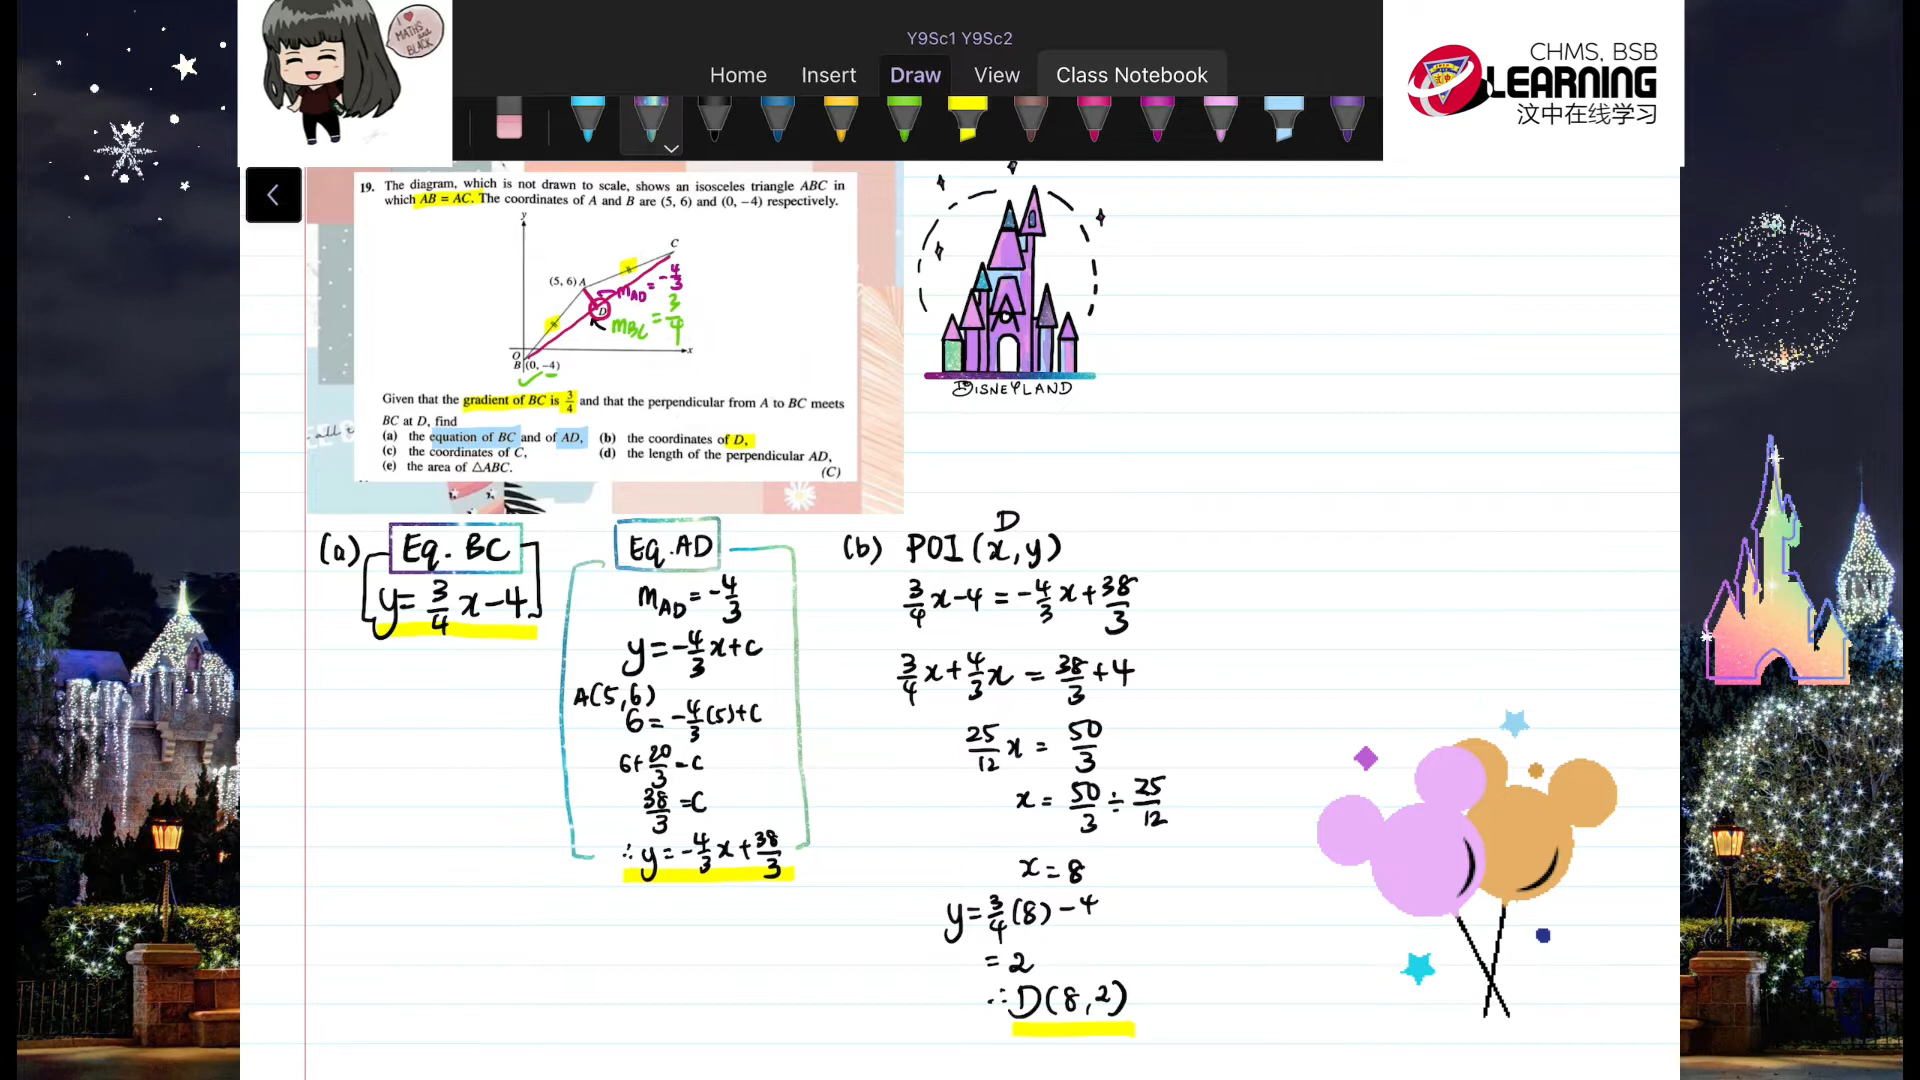 I ♥
MATHS and
BLACK
Y9Sc1 Y9Sc2
Home Insert Draw View Class Notebook
CHMS, BSB
LEARNING
汶中在线学习
19. The diagram, which is not drawn to scale, shows an isosceles triangle ABC in
which AB = AC. The coordinates of A and B are (5, 6) and (0, −4) respectively.
y
C
(5, 6) A
m_AD = -4/3
D
m_BC = 3/4
O
x
B (0, −4)
Given that the gradient of BC is 3/4 and that the perpendicular from A to BC meets
BC at D, find
(a) the equation of BC and of AD, (b) the coordinates of D,
(c) the coordinates of C, (d) the length of the perpendicular AD,
(e) the area of △ABC.
(C)
DISNEYLAND
(a) Eq. BC
y = 3/4 x - 4
Eq. AD
m_AD = -4/3
y = -4/3 x + c
A(5,6)
6 = -4/3 (5) + c
6 + 20/3 = c
38/3 = c
∴ y = -4/3 x + 38/3
D
(b) POI (x, y)
3/4 x - 4 = -4/3 x + 38/3
3/4 x + 4/3 x = 38/3 + 4
25/12 x = 50/3
x = 50/3 ÷ 25/12
x = 8
y = 3/4 (8) - 4
= 2
∴ D(8,2)